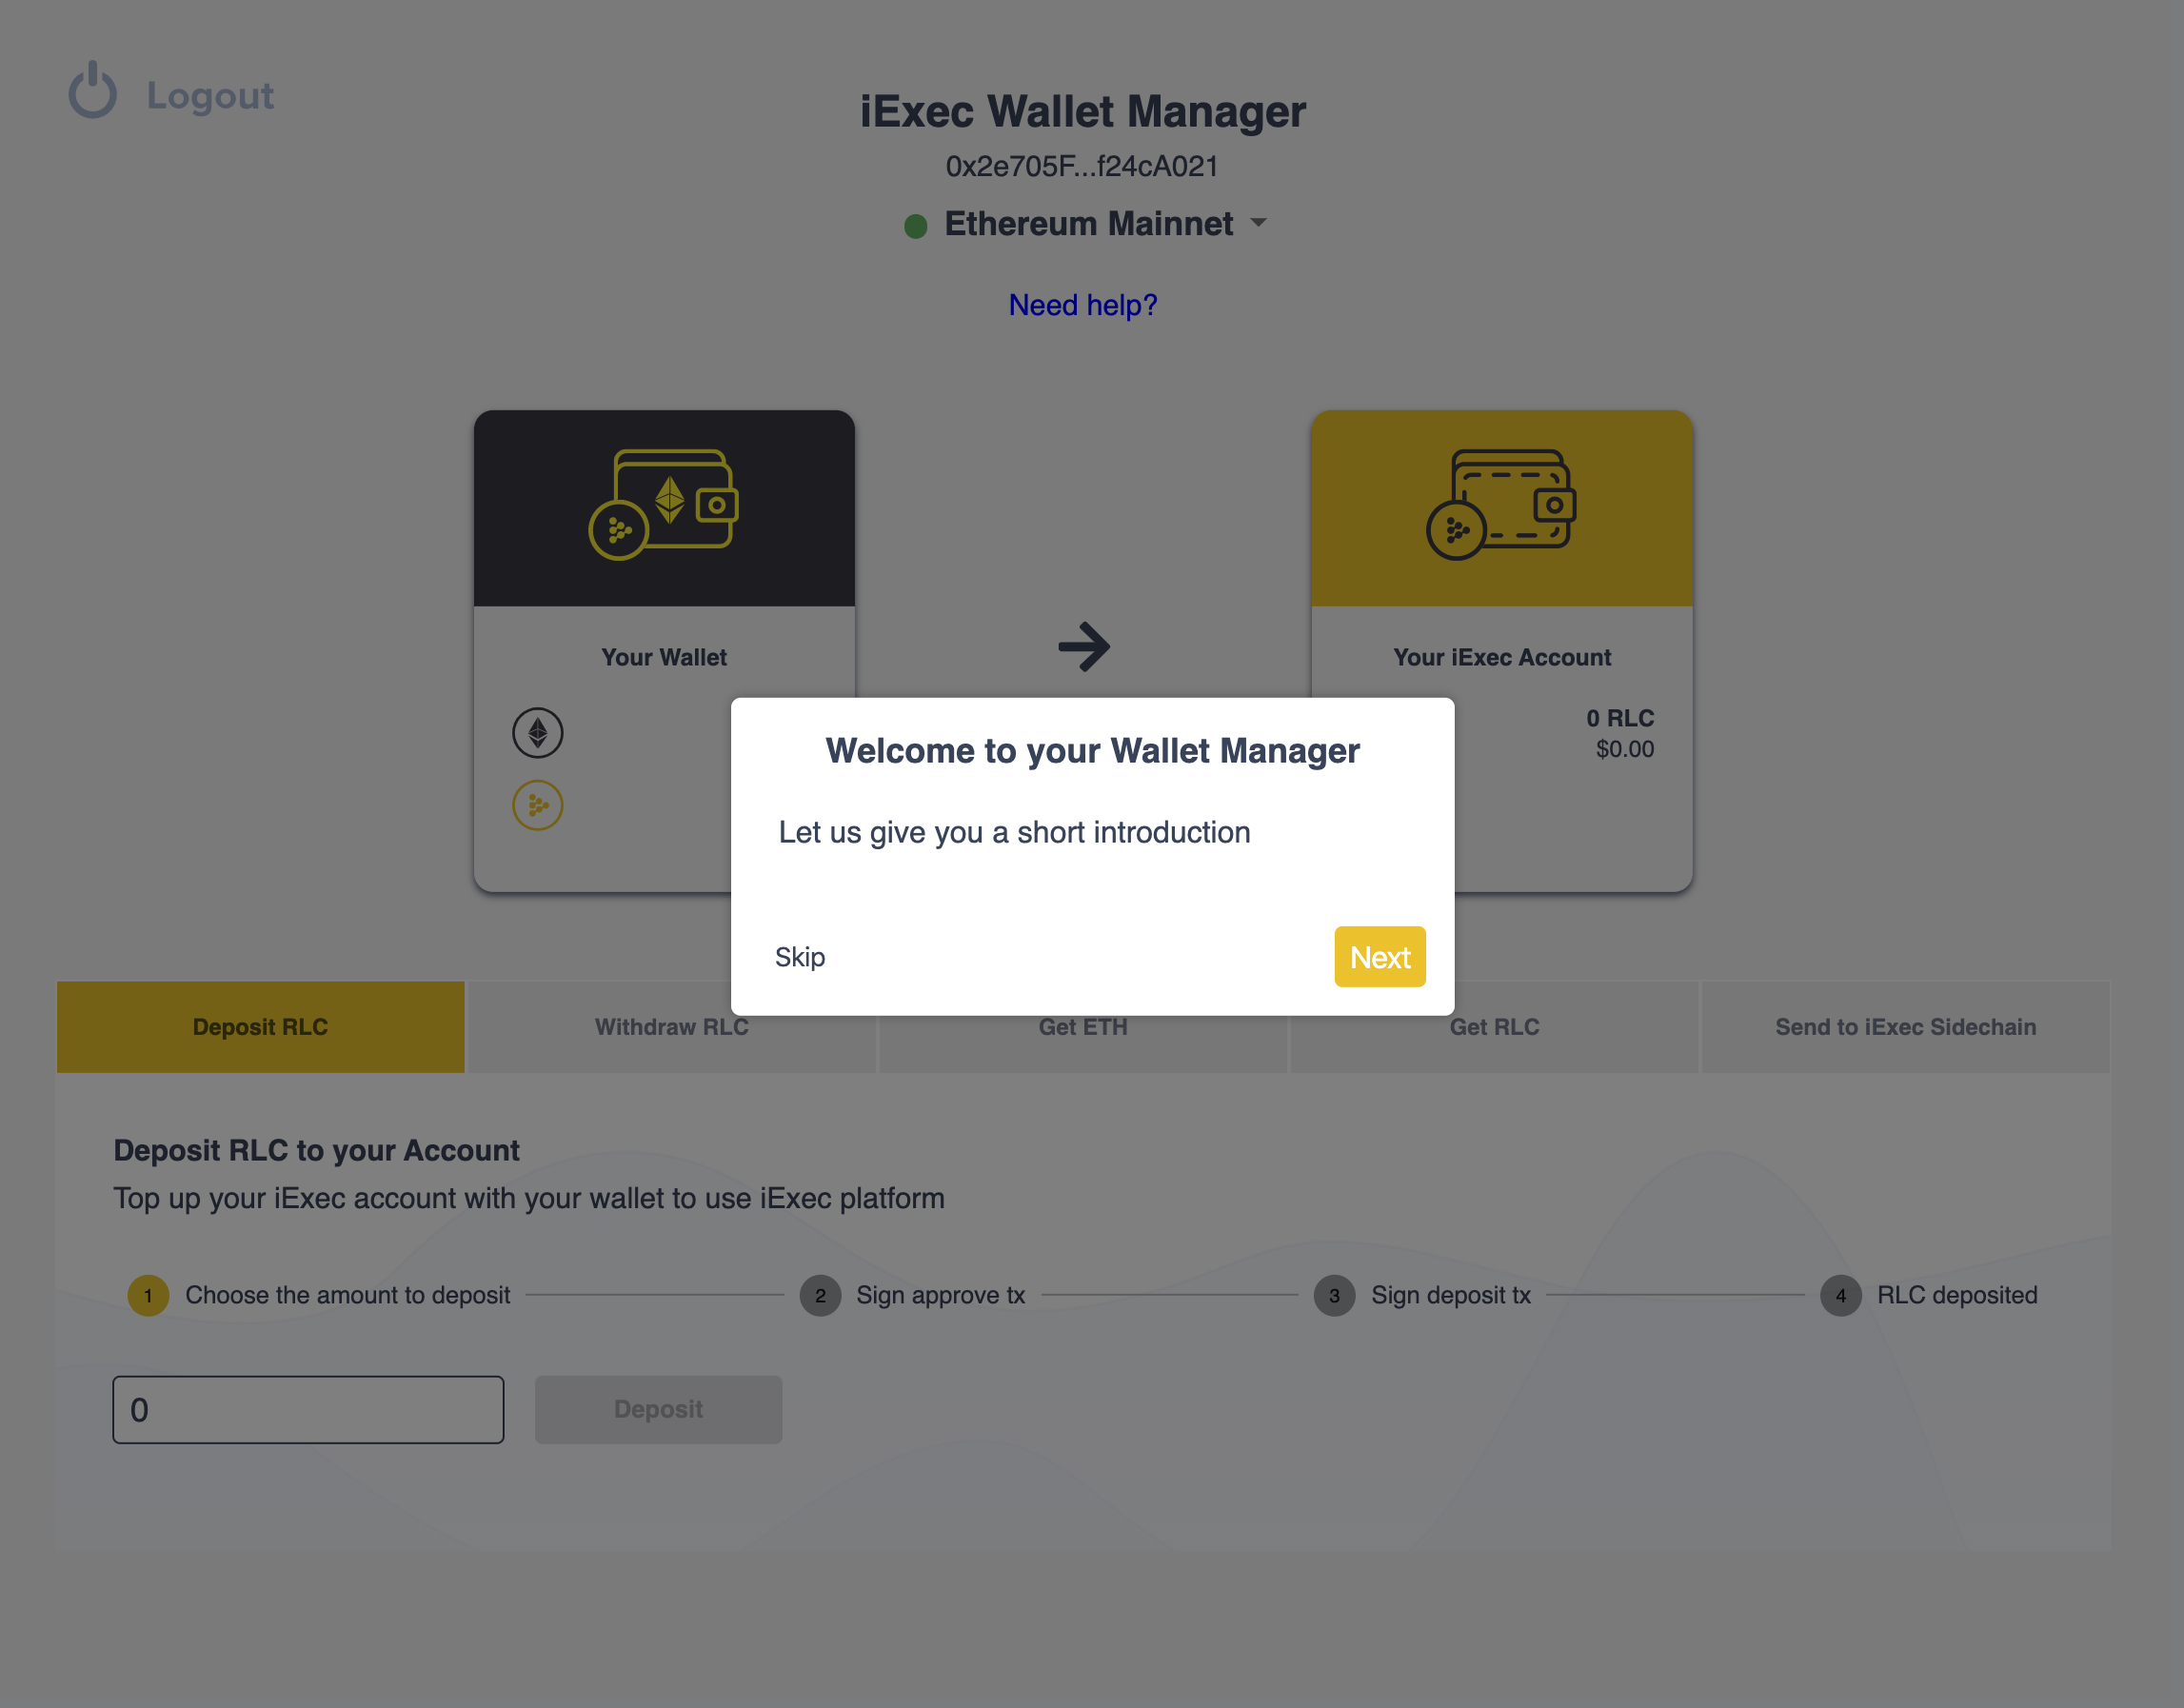 Logout
iExec Wallet Manager
0x2e705F...f24cA021
Ethereum Mainnet
Need help?
Your Wallet
Your iExec Account
0 RLC
$0.00
Welcome to your Wallet Manager
Let us give you a short introduction
Skip
Next
Deposit RLC
Withdraw RLC
Get ETH
Get RLC
Send to iExec Sidechain
Deposit RLC to your Account
Top up your iExec account with your wallet to use iExec platform
1 Choose the amount to deposit
2 Sign approve tx
3 Sign deposit tx
4 RLC deposited
0
Deposit